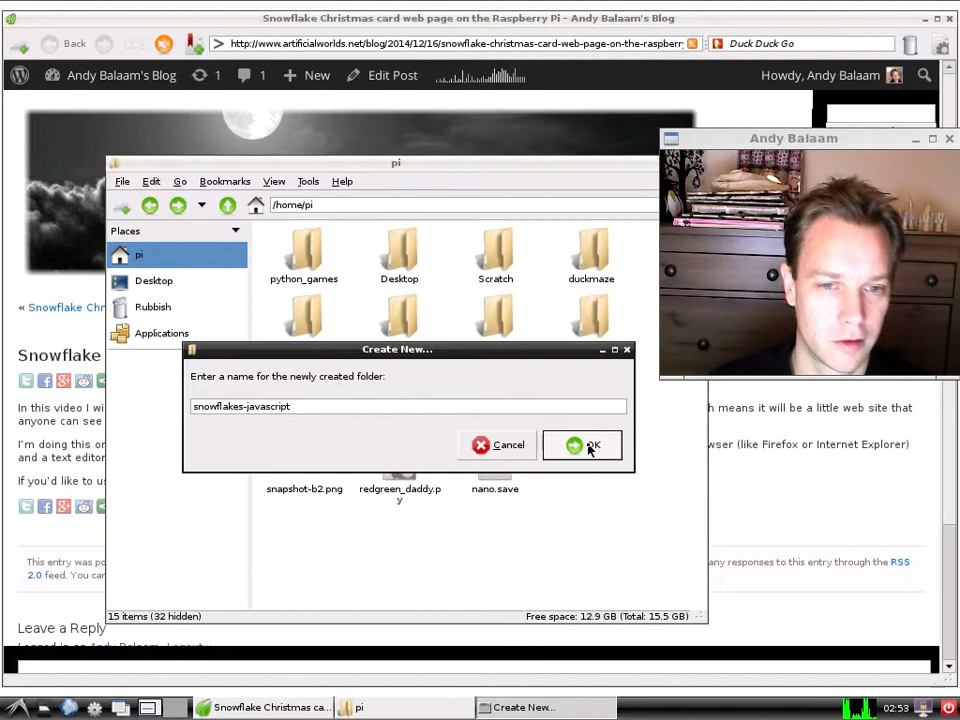 Snowflake Christmas card web page on the Raspberry Pi - Andy Balaam's Blog
Back
http://www.artificialworlds.net/blog/2014/12/16/snowflake-christmas-card-web-page-on-the-raspberry
Duck Duck Go
Andy Balaam's Blog
1
1
New
Edit Post
Howdy, Andy Balaam
Andy Balaam
pi
File Edit Go Bookmarks View Tools Help
/home/pi
Places
pi
Desktop
Rubbish
Applications
python_games
Desktop
Scratch
duckmaze
« Snowflake Chr
Create New...
Enter a name for the newly created folder:
snowflakes-javascript
Cancel
OK
Snowflake
In this video I wi
h means it will be a little web site that
anyone can see
I'm doing this on
wser (like Firefox or Internet Explorer)
and a text editor
If you'd like to us
snapshot-b2.png
redgreen_daddy.p
y
nano.save
This entry was po
any responses to this entry through the RSS
2.0 feed. You can
15 items (32 hidden)
Free space: 12.9 GB (Total: 15.5 GB)
Leave a Reply
Snowflake Christmas ca...
pi
Create New...
02:53